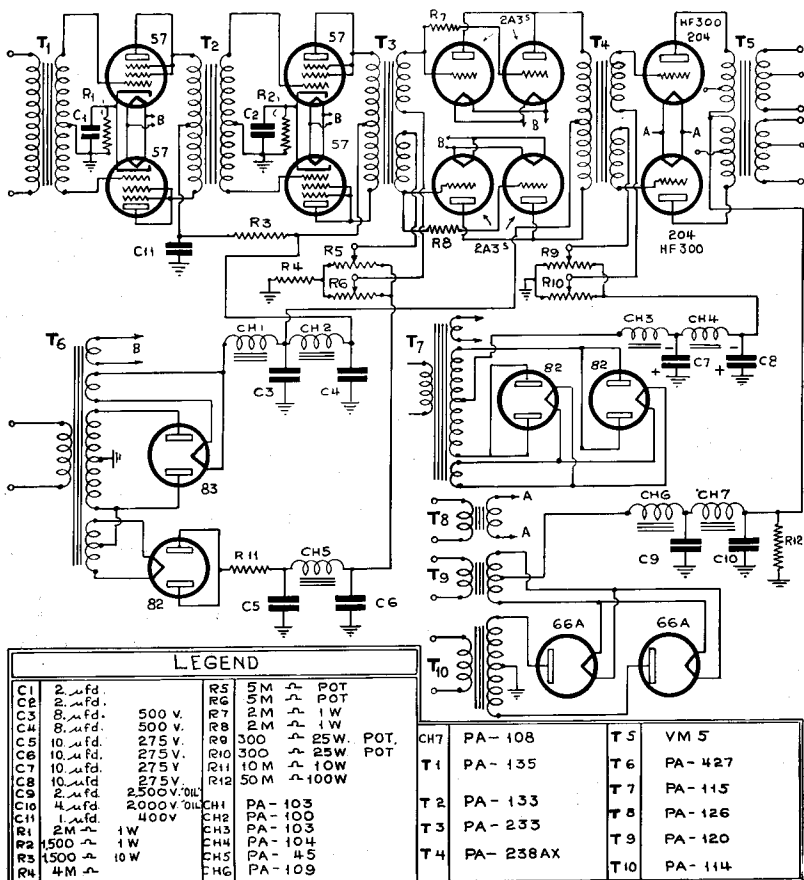 57
2A3S
HF300
204
T1
T2
T3
R7
T4
T5
R1
C1
B
R2
C2
B
B
A
A
57
57
B
204
HF300
R3
R8
2A3S
C11
R4
R5
R6
R9
R10
T6
B
CH1
CH2
C3
C4
T7
82
82
CH3
CH4
C7
C8
83
T8
A
A
CH6
CH7
R11
CH5
C9
C10
R12
T9
82
C5
C6
66A
66A
T10
LEGEND
C1 2 µfd.
C2 2 µfd.
C3 8 µfd. 500 V.
C4 8 µfd. 500 V.
C5 10 µfd. 275 V.
C6 10 µfd. 275 V.
C7 10 µfd. 275 V
C8 10 µfd. 275 V.
C9 2 µfd. 2,500 V. OIL
C10 4 µfd. 2,000 V. OIL
C11 1 µfd. 400 V
R1 2M Ω 1 W
R2 1,500 Ω 1 W
R3 1,500 Ω 10 W
R4 4M Ω
R5 5M Ω POT
R6 5M Ω POT
R7 2M Ω 1 W
R8 2M Ω 1 W
R9 300 Ω 25W. POT.
R10 300 Ω 25W POT
R11 10M Ω 10W
R12 50M Ω 100W
CH1 PA-103
CH2 PA-100
CH3 PA-103
CH4 PA-104
CH5 PA-45
CH6 PA-109
CH7 PA-108
T1 PA-135
T2 PA-133
T3 PA-233
T4 PA-238AX
T5 VM 5
T6 PA-427
T7 PA-115
T8 PA-126
T9 PA-120
T10 PA-114